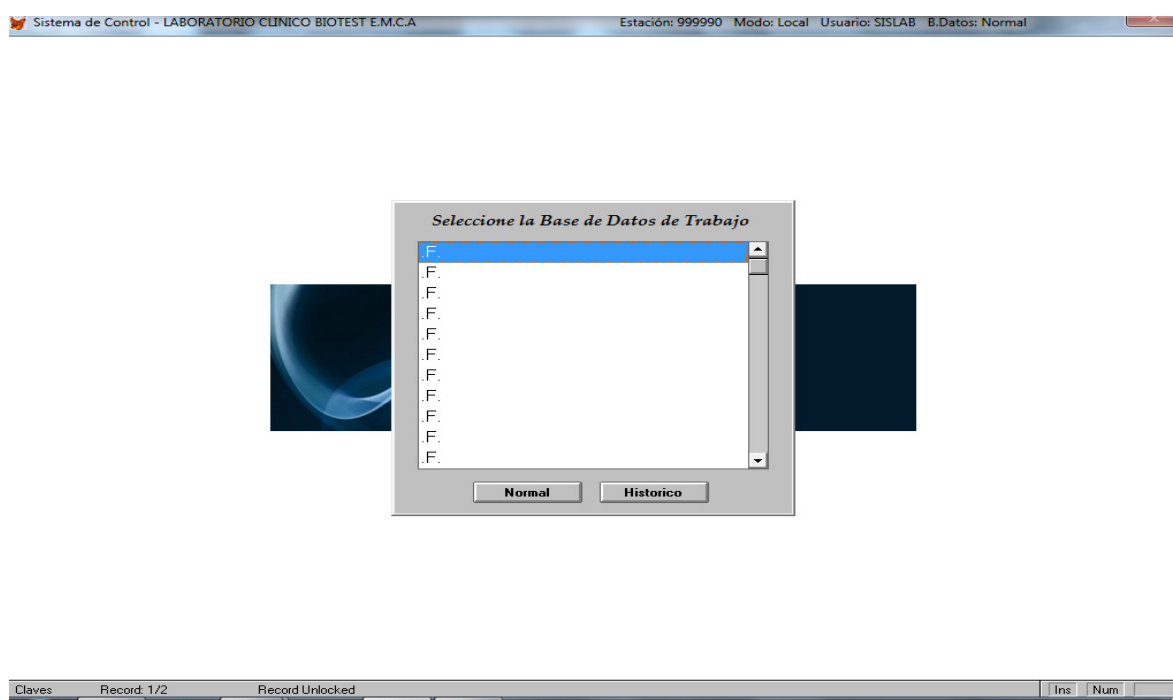 Sistema de Control - LABORATORIO CLINICO BIOTEST E.M.C.A Estación: 999990 Modo: Local Usuario: SISLAB B.Datos: Normal
Seleccione la Base de Datos de Trabajo
.F.
.F.
.F.
.F.
.F.
.F.
.F.
.F.
.F.
.F.
.F.
Normal Historico
Claves Record: 1/2 Record Unlocked Ins Num